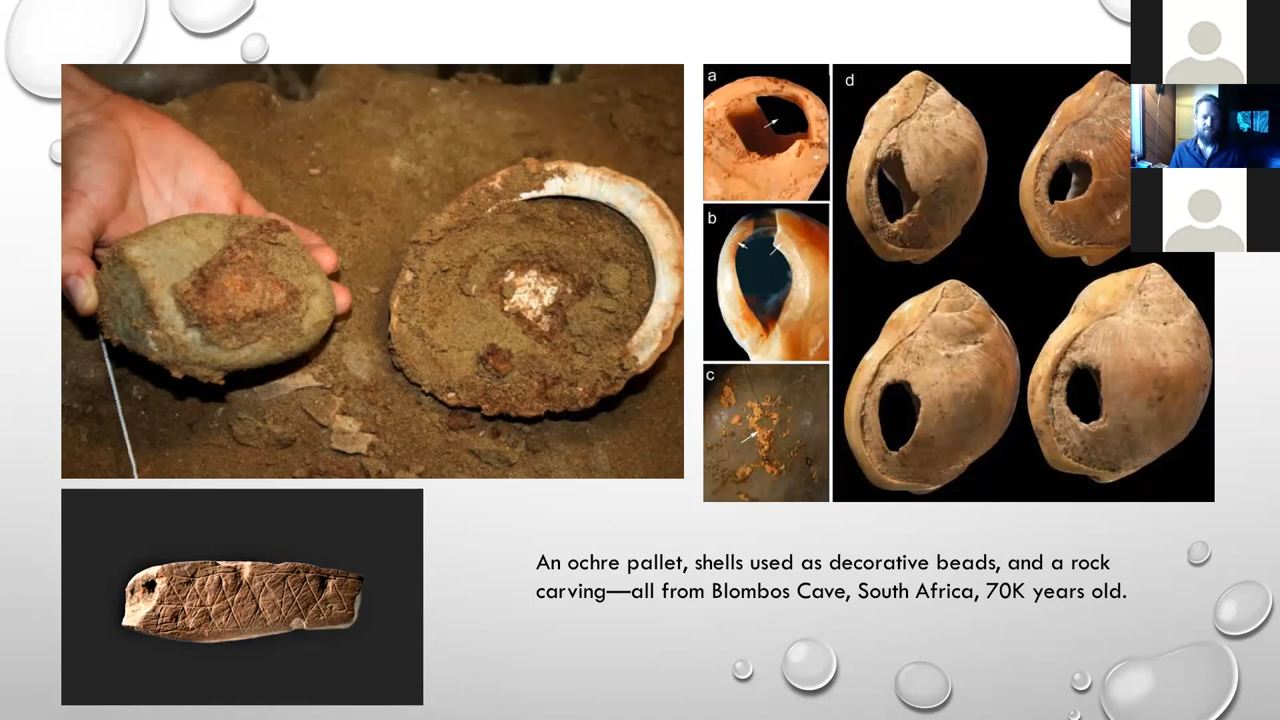 a
b
c
d
An ochre pallet, shells used as decorative beads, and a rock
carving—all from Blombos Cave, South Africa, 70K years old.